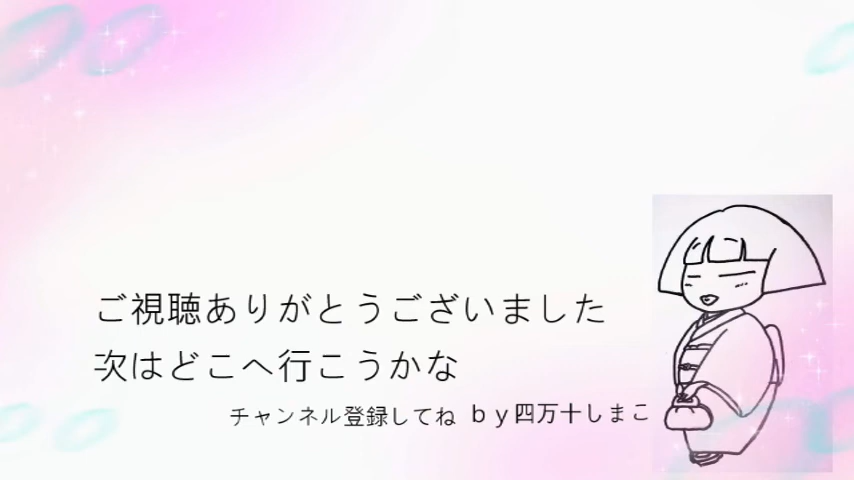 ご視聴ありがとうございました
次はどこへ行こうかな
チャンネル登録してね ｂｙ四万十しまこ